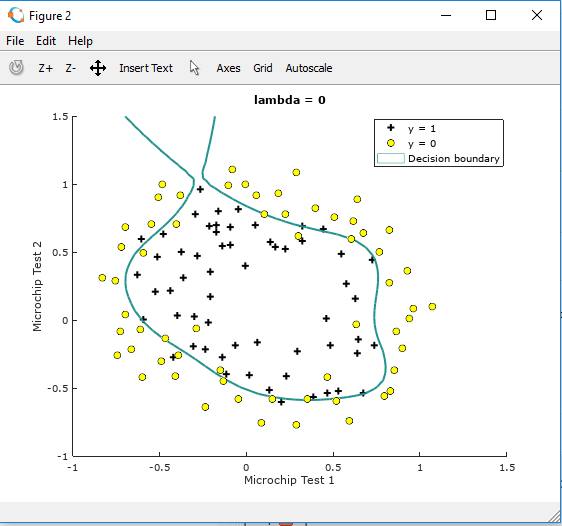 Figure 2
File Edit Help
Z+ Z- Insert Text Axes Grid Autoscale
lambda = 0
y = 1
y = 0
Decision boundary
1.5
1
0.5
0
-0.5
-1
Microchip Test 2
-1 -0.5 0 0.5 1 1.5
Microchip Test 1